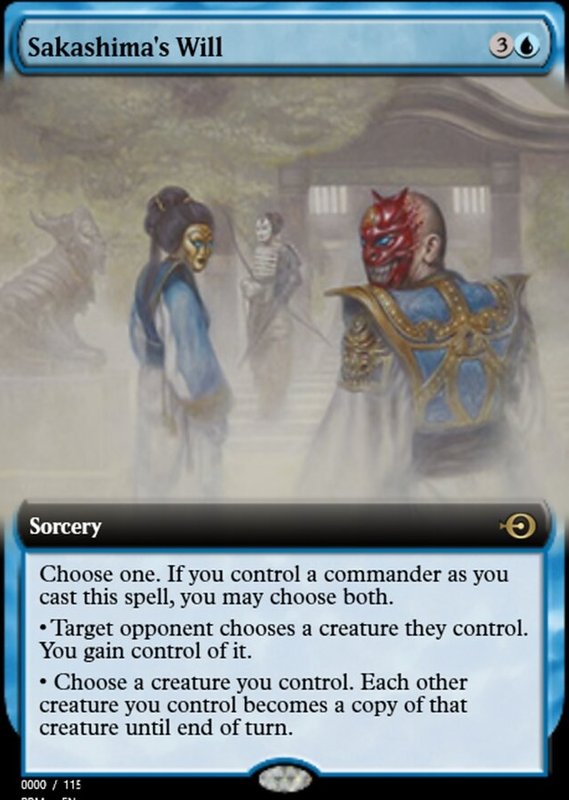 Sakashima's Will
3
Sorcery
Choose one. If you control a commander as you
cast this spell, you may choose both.
• Target opponent chooses a creature they control.
You gain control of it.
• Choose a creature you control. Each other
creature you control becomes a copy of that
creature until end of turn.
0000 / 115